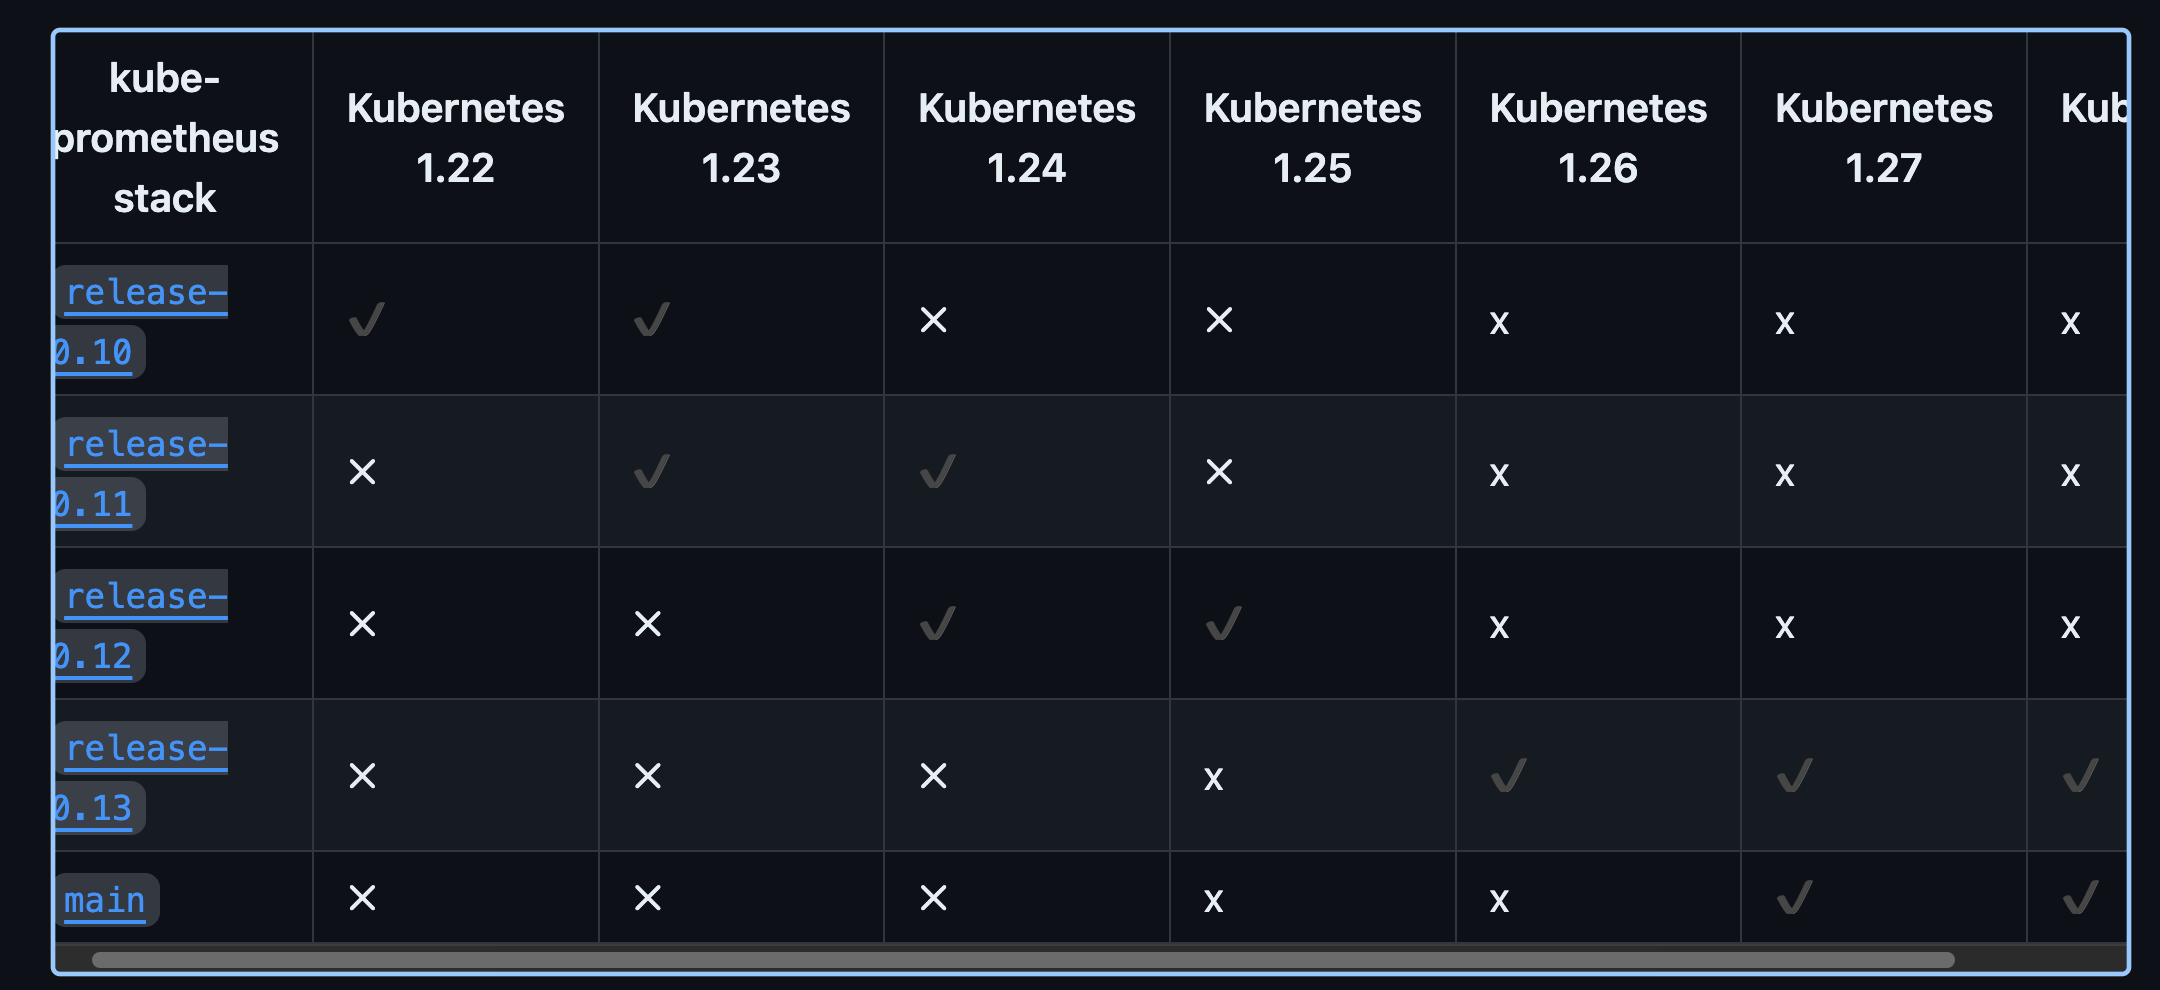 kube-
prometheus
stack
Kubernetes
1.22
Kubernetes
1.23
Kubernetes
1.24
Kubernetes
1.25
Kubernetes
1.26
Kubernetes
1.27
Kub
release-
0.10
✔ ✔ ✗ ✗ x x x
release-
0.11
✗ ✔ ✔ ✗ x x x
release-
0.12
✗ ✗ ✔ ✔ x x x
release-
0.13
✗ ✗ ✗ x ✔ ✔ ✔
main ✗ ✗ ✗ x x ✔ ✔